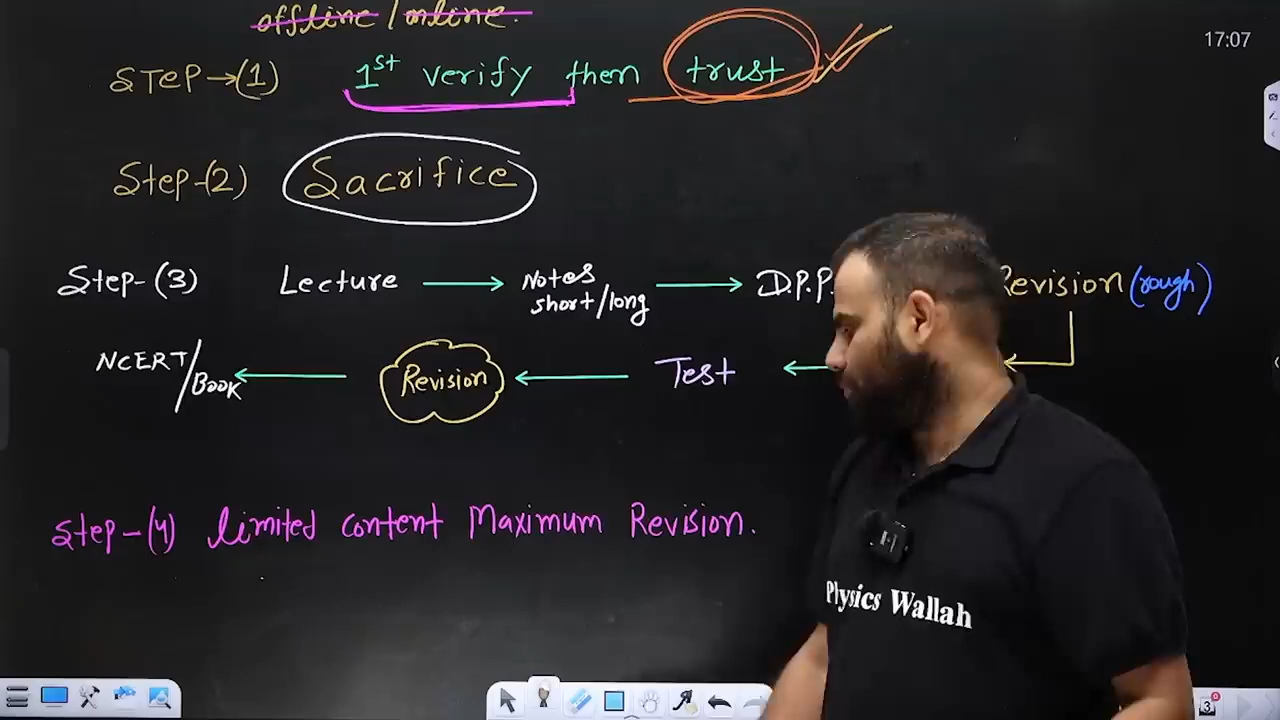 offline / online.
17:07
STEP→(1) 1st verify then trust
Step-(2) Sacrifice
Step-(3) Lecture → Notes short/long → D.P.P. Revision (rough)
NCERT/Book ← Revision ← Test ←
Step-(4) limited content Maximum Revision.
Physics Wallah
3